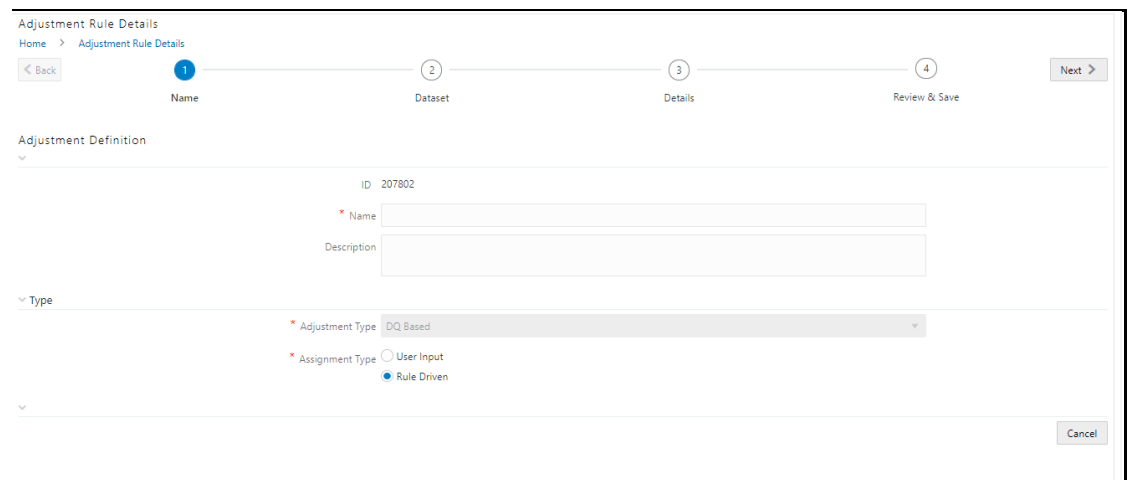 Adjustment Rule Details
Home > Adjustment Rule Details
Back 1 2 3 4 Next
Name Dataset Details Review & Save
Adjustment Definition
ID 207802
* Name
Description
Type
* Adjustment Type DQ Based
* Assignment Type User Input
Rule Driven
Cancel